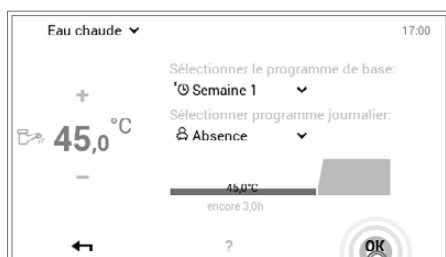 Eau chaude
17:00
Sélectionner le programme de base:
Semaine 1
+
Sélectionner programme journalier:
45,0 °C
Absence
−
45,0°C
encore 3,0h
?
OK